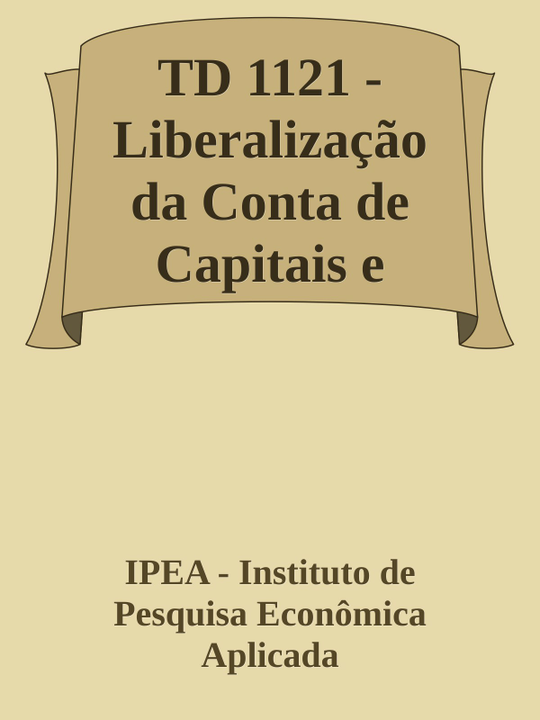 TD 1121 -
Liberalização
da Conta de
Capitais e
IPEA - Instituto de
Pesquisa Econômica
Aplicada